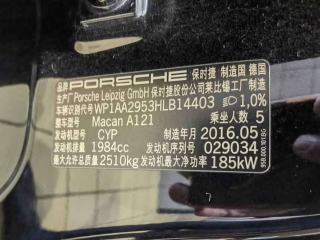 品牌 PORSCHE 保时捷 制造国 德国
生产厂 Porsche Leipzig GmbH 保时捷股份公司莱比锡工厂制造
车辆识别代号 WP1AA2953HLB14403 1,0%
整车型号 Macan A121 乘坐人数 5
发动机型号 CYP 制造年月 2016.05
发动机排量 1984cc 发动机序列号 029034
最大允许总质量 2510kg 发动机最大净功率 185kW